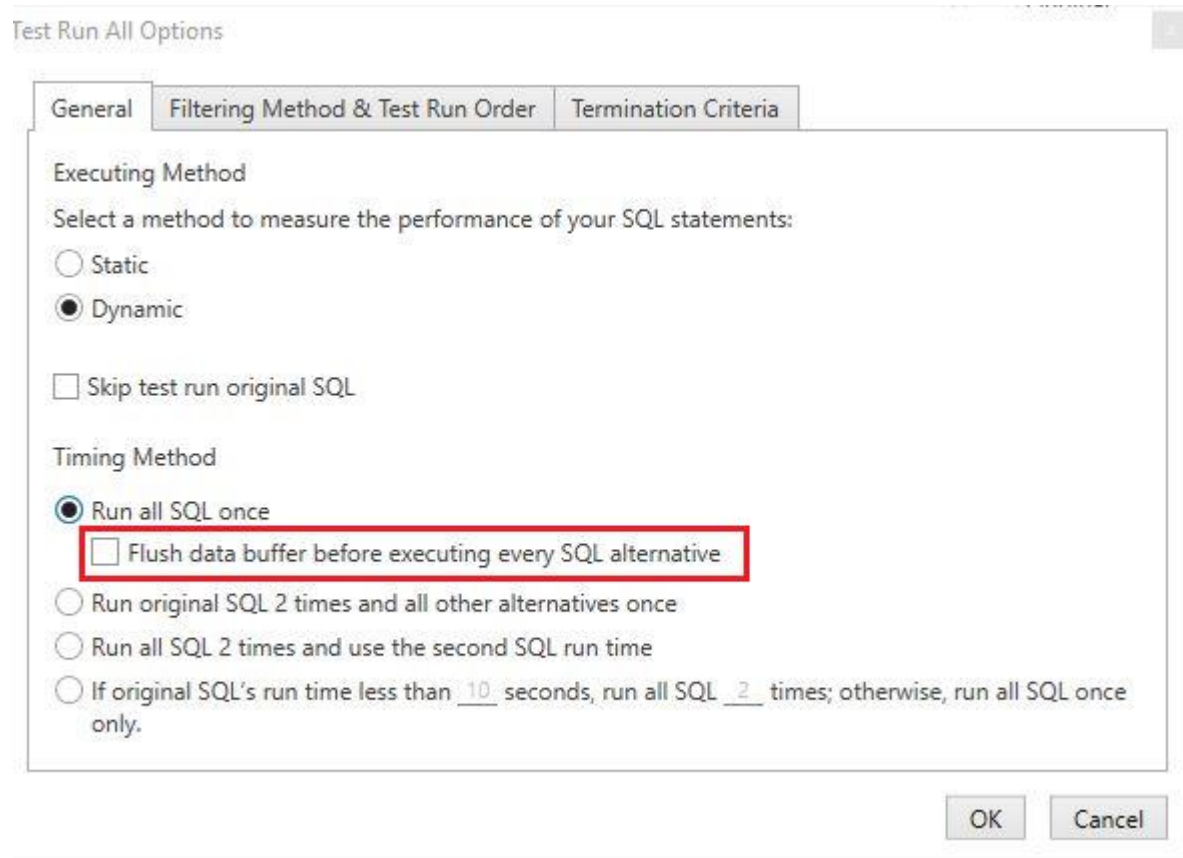 Test Run All Options
General
Filtering Method & Test Run Order
Termination Criteria
Executing Method
Select a method to measure the performance of your SQL statements:
Static
Dynamic
Skip test run original SQL
Timing Method
Run all SQL once
Flush data buffer before executing every SQL alternative
Run original SQL 2 times and all other alternatives once
Run all SQL 2 times and use the second SQL run time
If original SQL's run time less than 10 seconds, run all SQL 2 times; otherwise, run all SQL once
only.
OK
Cancel